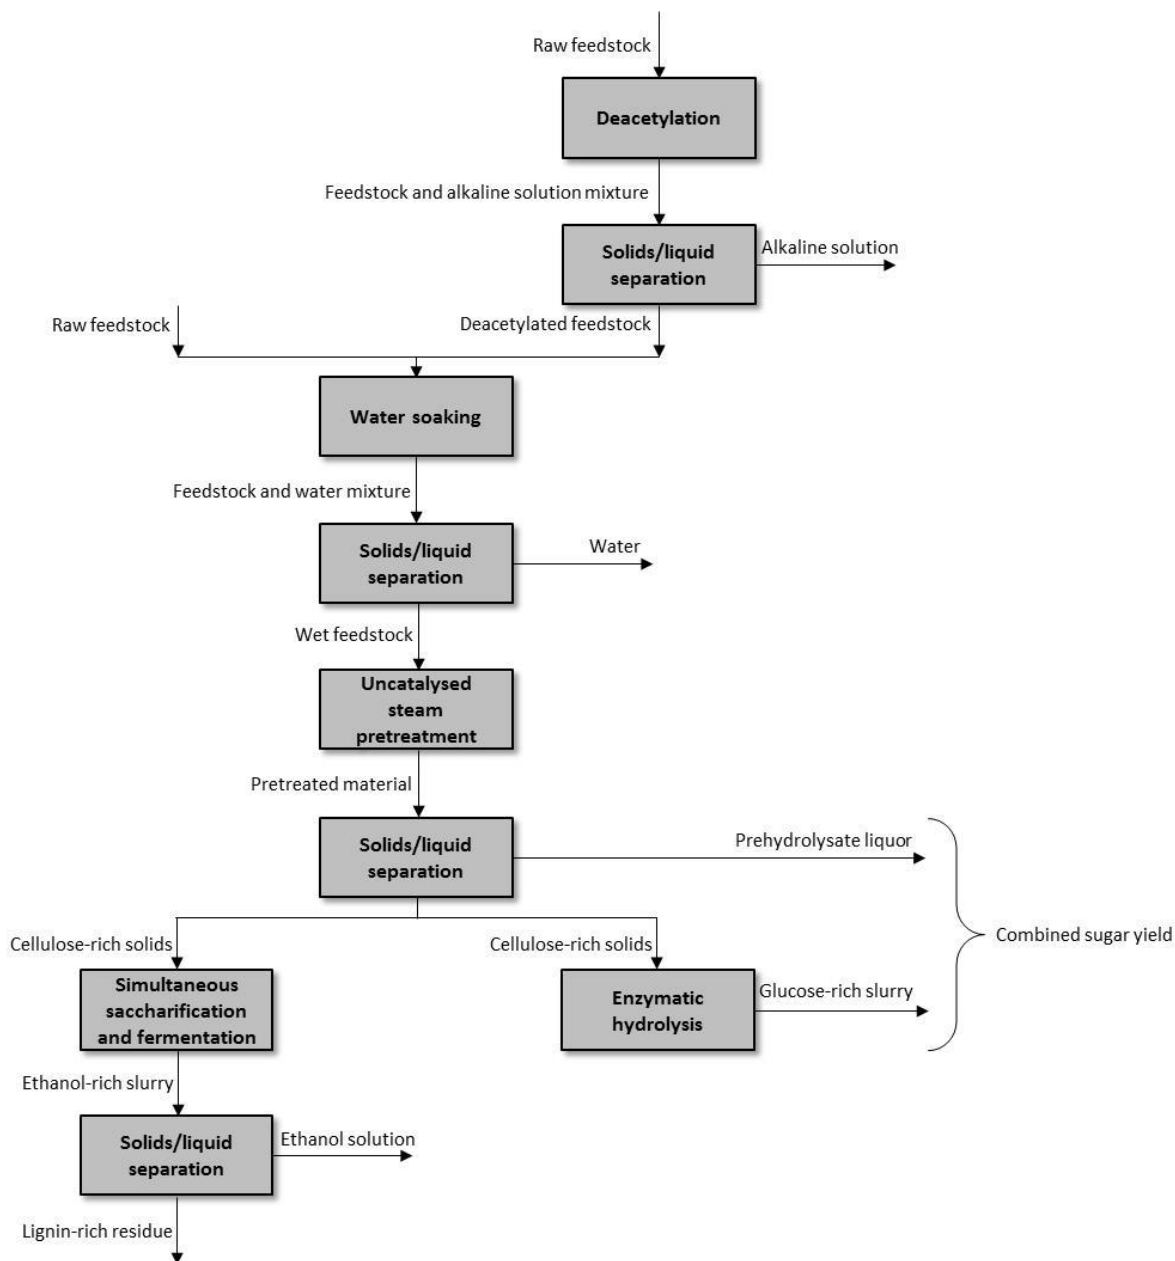 Raw feedstock
Deacetylation
Feedstock and alkaline solution mixture
Solids/liquid
separation
Alkaline solution
Raw feedstock
Deacetylated feedstock
Water soaking
Feedstock and water mixture
Solids/liquid
separation
Water
Wet feedstock
Uncatalysed
steam
pretreatment
Pretreated material
Solids/liquid
separation
Prehydrolysate liquor
Combined sugar yield
Cellulose-rich solids
Cellulose-rich solids
Simultaneous
saccharification
and fermentation
Enzymatic
hydrolysis
Glucose-rich slurry
Ethanol-rich slurry
Solids/liquid
separation
Ethanol solution
Lignin-rich residue